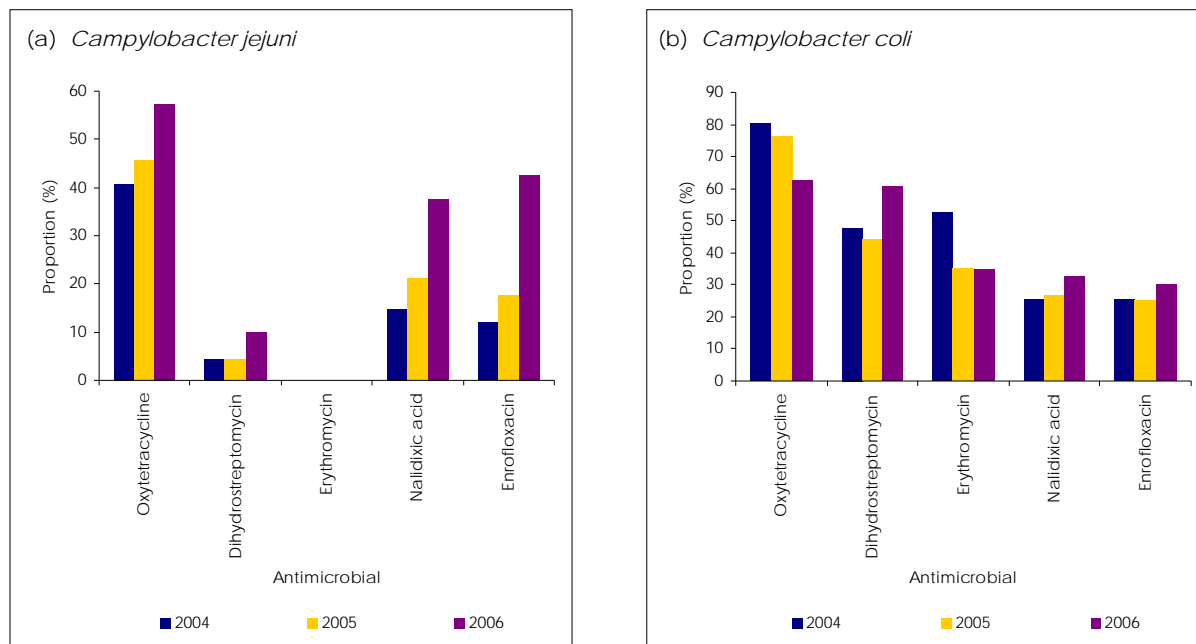 (a) Campylobacter jejuni
60
50
40
30
20
10
0
Proportion (%)
Oxytetracycline
Dihydrostreptomycin
Erythromycin
Nalidixic acid
Enrofloxacin
Antimicrobial
2004
2005
2006
(b) Campylobacter coli
90
80
70
60
50
40
30
20
10
0
Proportion (%)
Oxytetracycline
Dihydrostreptomycin
Erythromycin
Nalidixic acid
Enrofloxacin
Antimicrobial
2004
2005
2006